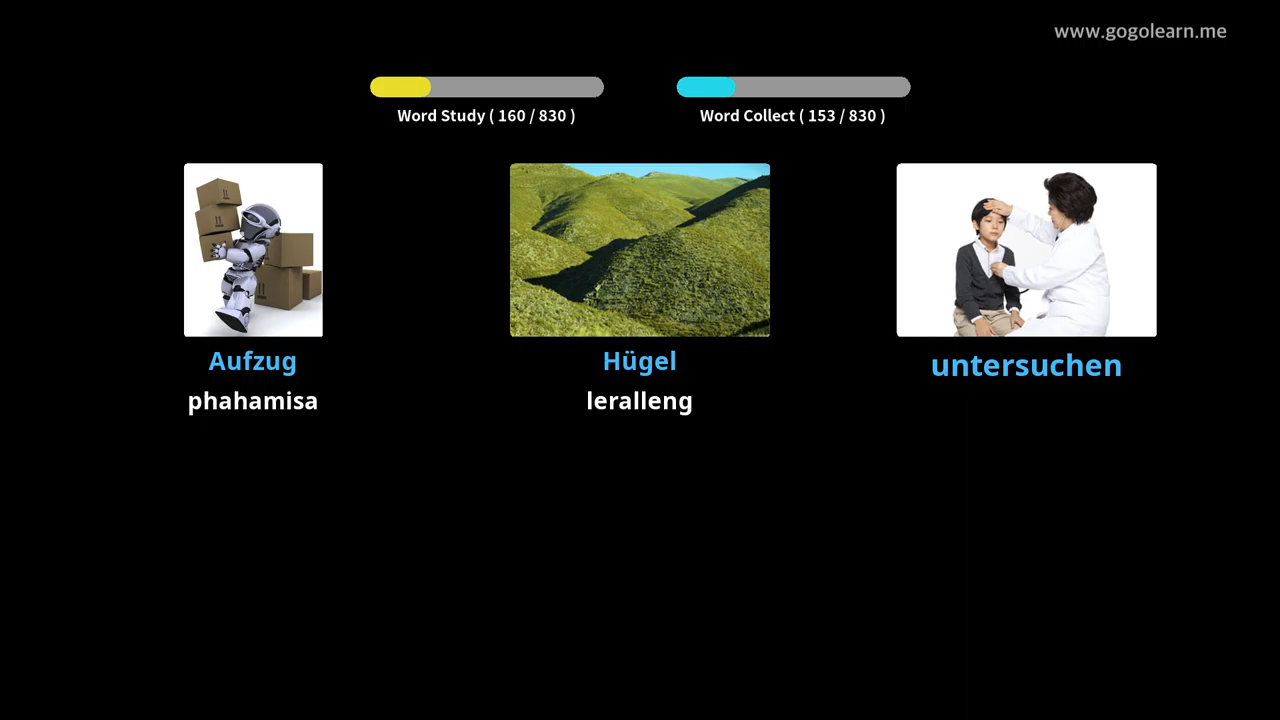 www.gogolearn.me
Word Study ( 160 / 830 )
Word Collect ( 153 / 830 )
Aufzug
phahamisa
Hügel
leralleng
untersuchen